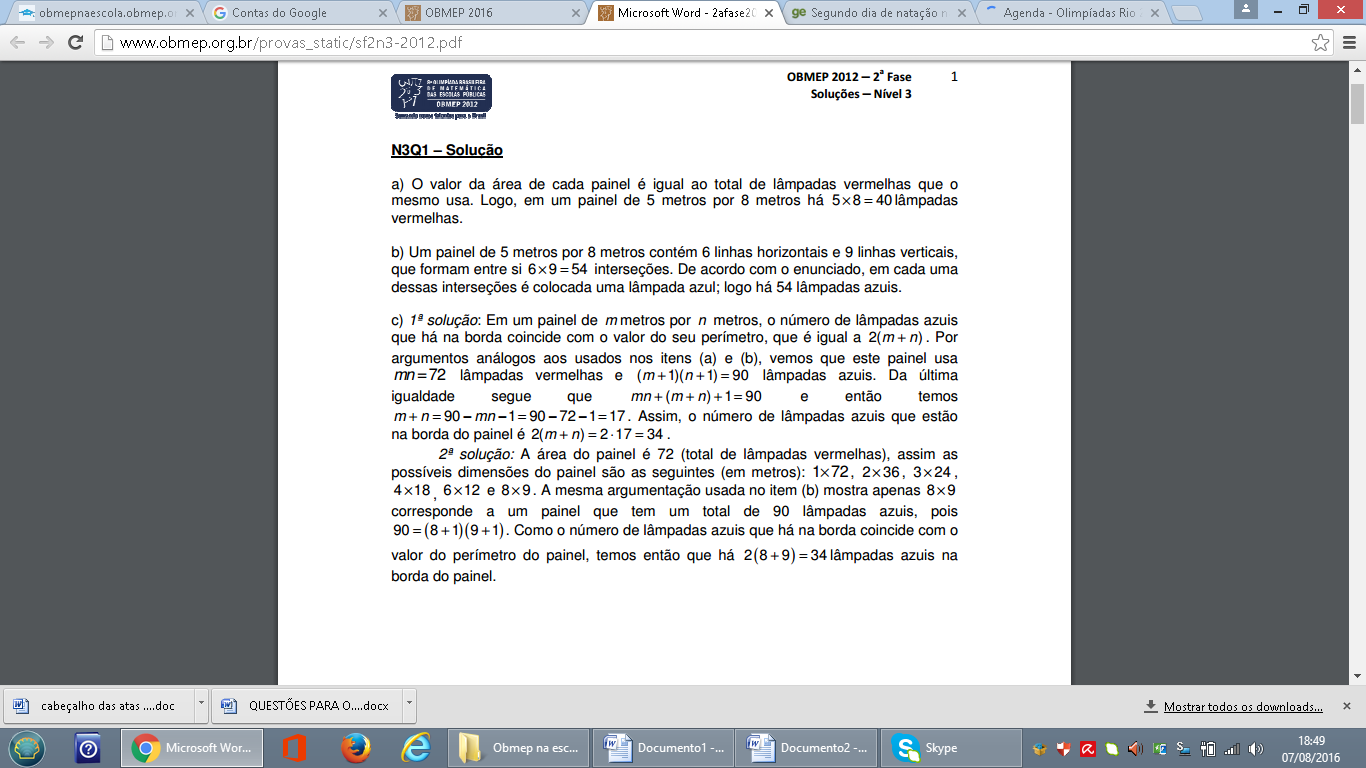 obmepnaescola.obmep.o
Contas do Google
OBMEP 2016
Microsoft Word - 2afase20
Segundo dia de natação n
Agenda - Olimpíadas Rio
www.obmep.org.br/provas_static/sf2n3-2012.pdf
8ª OLIMPÍADA BRASILEIRA
DE MATEMÁTICA
DAS ESCOLAS PÚBLICAS
OBMEP 2012
Somando novos talentos para o Brasil
OBMEP 2012 – 2ª Fase 1
Soluções – Nível 3
N3Q1 – Solução
a) O valor da área de cada painel é igual ao total de lâmpadas vermelhas que o
mesmo usa. Logo, em um painel de 5 metros por 8 metros há 5×8=40 lâmpadas
vermelhas.
b) Um painel de 5 metros por 8 metros contém 6 linhas horizontais e 9 linhas verticais,
que formam entre si 6×9=54 interseções. De acordo com o enunciado, em cada uma
dessas interseções é colocada uma lâmpada azul; logo há 54 lâmpadas azuis.
c) 1ª solução: Em um painel de m metros por n metros, o número de lâmpadas azuis
que há na borda coincide com o valor do seu perímetro, que é igual a 2(m+n). Por
argumentos análogos aos usados nos itens (a) e (b), vemos que este painel usa
mn=72 lâmpadas vermelhas e (m+1)(n+1)=90 lâmpadas azuis. Da última
igualdade segue que mn+(m+n)+1=90 e então temos
m+n=90−mn−1=90−72−1=17. Assim, o número de lâmpadas azuis que estão
na borda do painel é 2(m+n)=2·17=34.
2ª solução: A área do painel é 72 (total de lâmpadas vermelhas), assim as
possíveis dimensões do painel são as seguintes (em metros): 1×72, 2×36, 3×24,
4×18, 6×12 e 8×9. A mesma argumentação usada no item (b) mostra apenas 8×9
corresponde a um painel que tem um total de 90 lâmpadas azuis, pois
90=(8+1)(9+1). Como o número de lâmpadas azuis que há na borda coincide com o
valor do perímetro do painel, temos então que há 2(8+9)=34 lâmpadas azuis na
borda do painel.
cabeçalho das atas ....doc
QUESTÕES PARA O....docx
Mostrar todos os downloads...
Microsoft Wor...
Obmep na esc...
Documento1 -...
Documento2 -...
Skype
18:49
07/08/2016